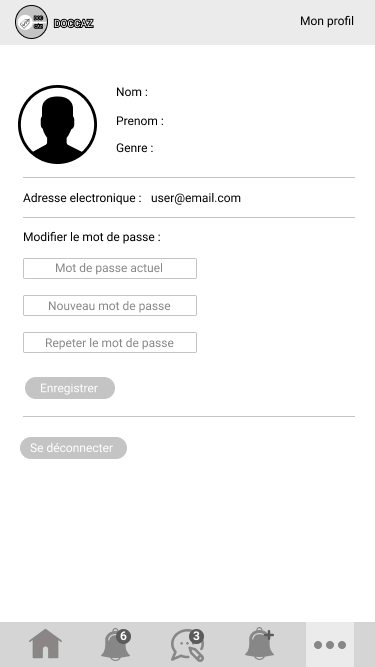 DOCCAZ
Mon profil
Nom :
Prenom :
Genre :
Adresse electronique : user@email.com
Modifier le mot de passe :
Mot de passe actuel
Nouveau mot de passe
Repeter le mot de passe
Enregistrer
Se déconnecter
6
3